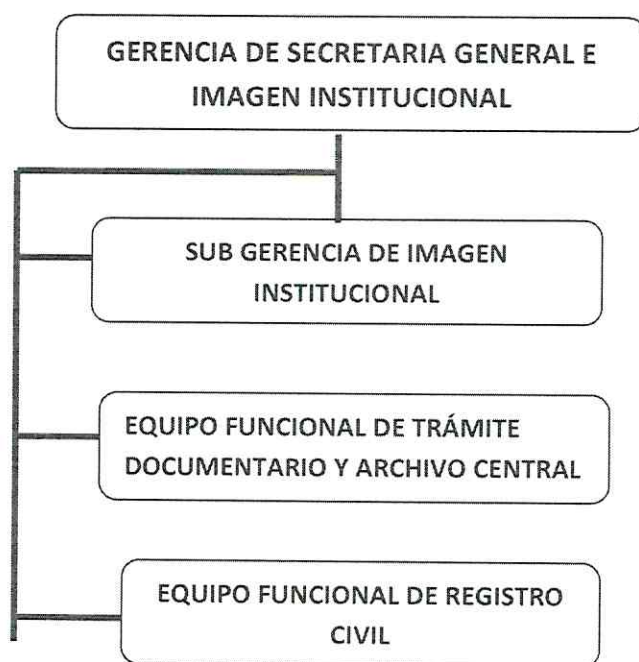 GERENCIA DE SECRETARIA GENERAL E
IMAGEN INSTITUCIONAL
SUB GERENCIA DE IMAGEN
INSTITUCIONAL
EQUIPO FUNCIONAL DE TRÁMITE
DOCUMENTARIO Y ARCHIVO CENTRAL
EQUIPO FUNCIONAL DE REGISTRO
CIVIL